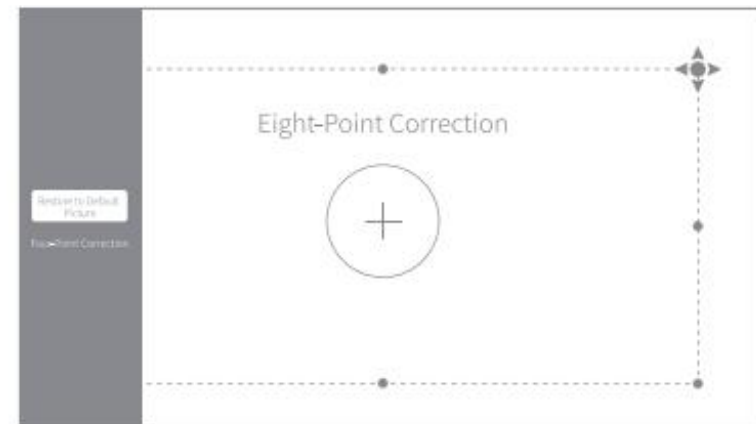 Eight-Point Correction
Restore to Default
Picture
Four-Point Correction